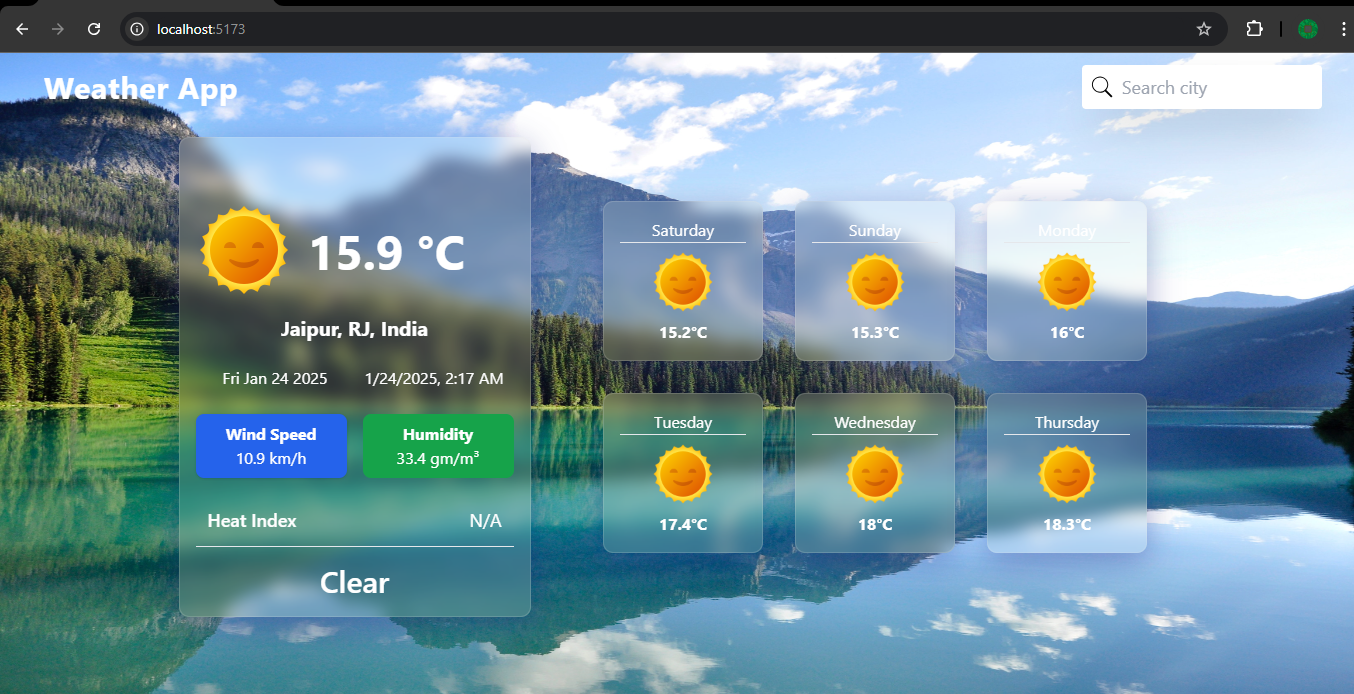 localhost:5173
Weather App
Search city
15.9 °C
Jaipur, RJ, India
Fri Jan 24 2025 1/24/2025, 2:17 AM
Wind Speed
10.9 km/h
Humidity
33.4 gm/m³
Heat Index N/A
Clear
Saturday
15.2°C
Sunday
15.3°C
Monday
16°C
Tuesday
17.4°C
Wednesday
18°C
Thursday
18.3°C